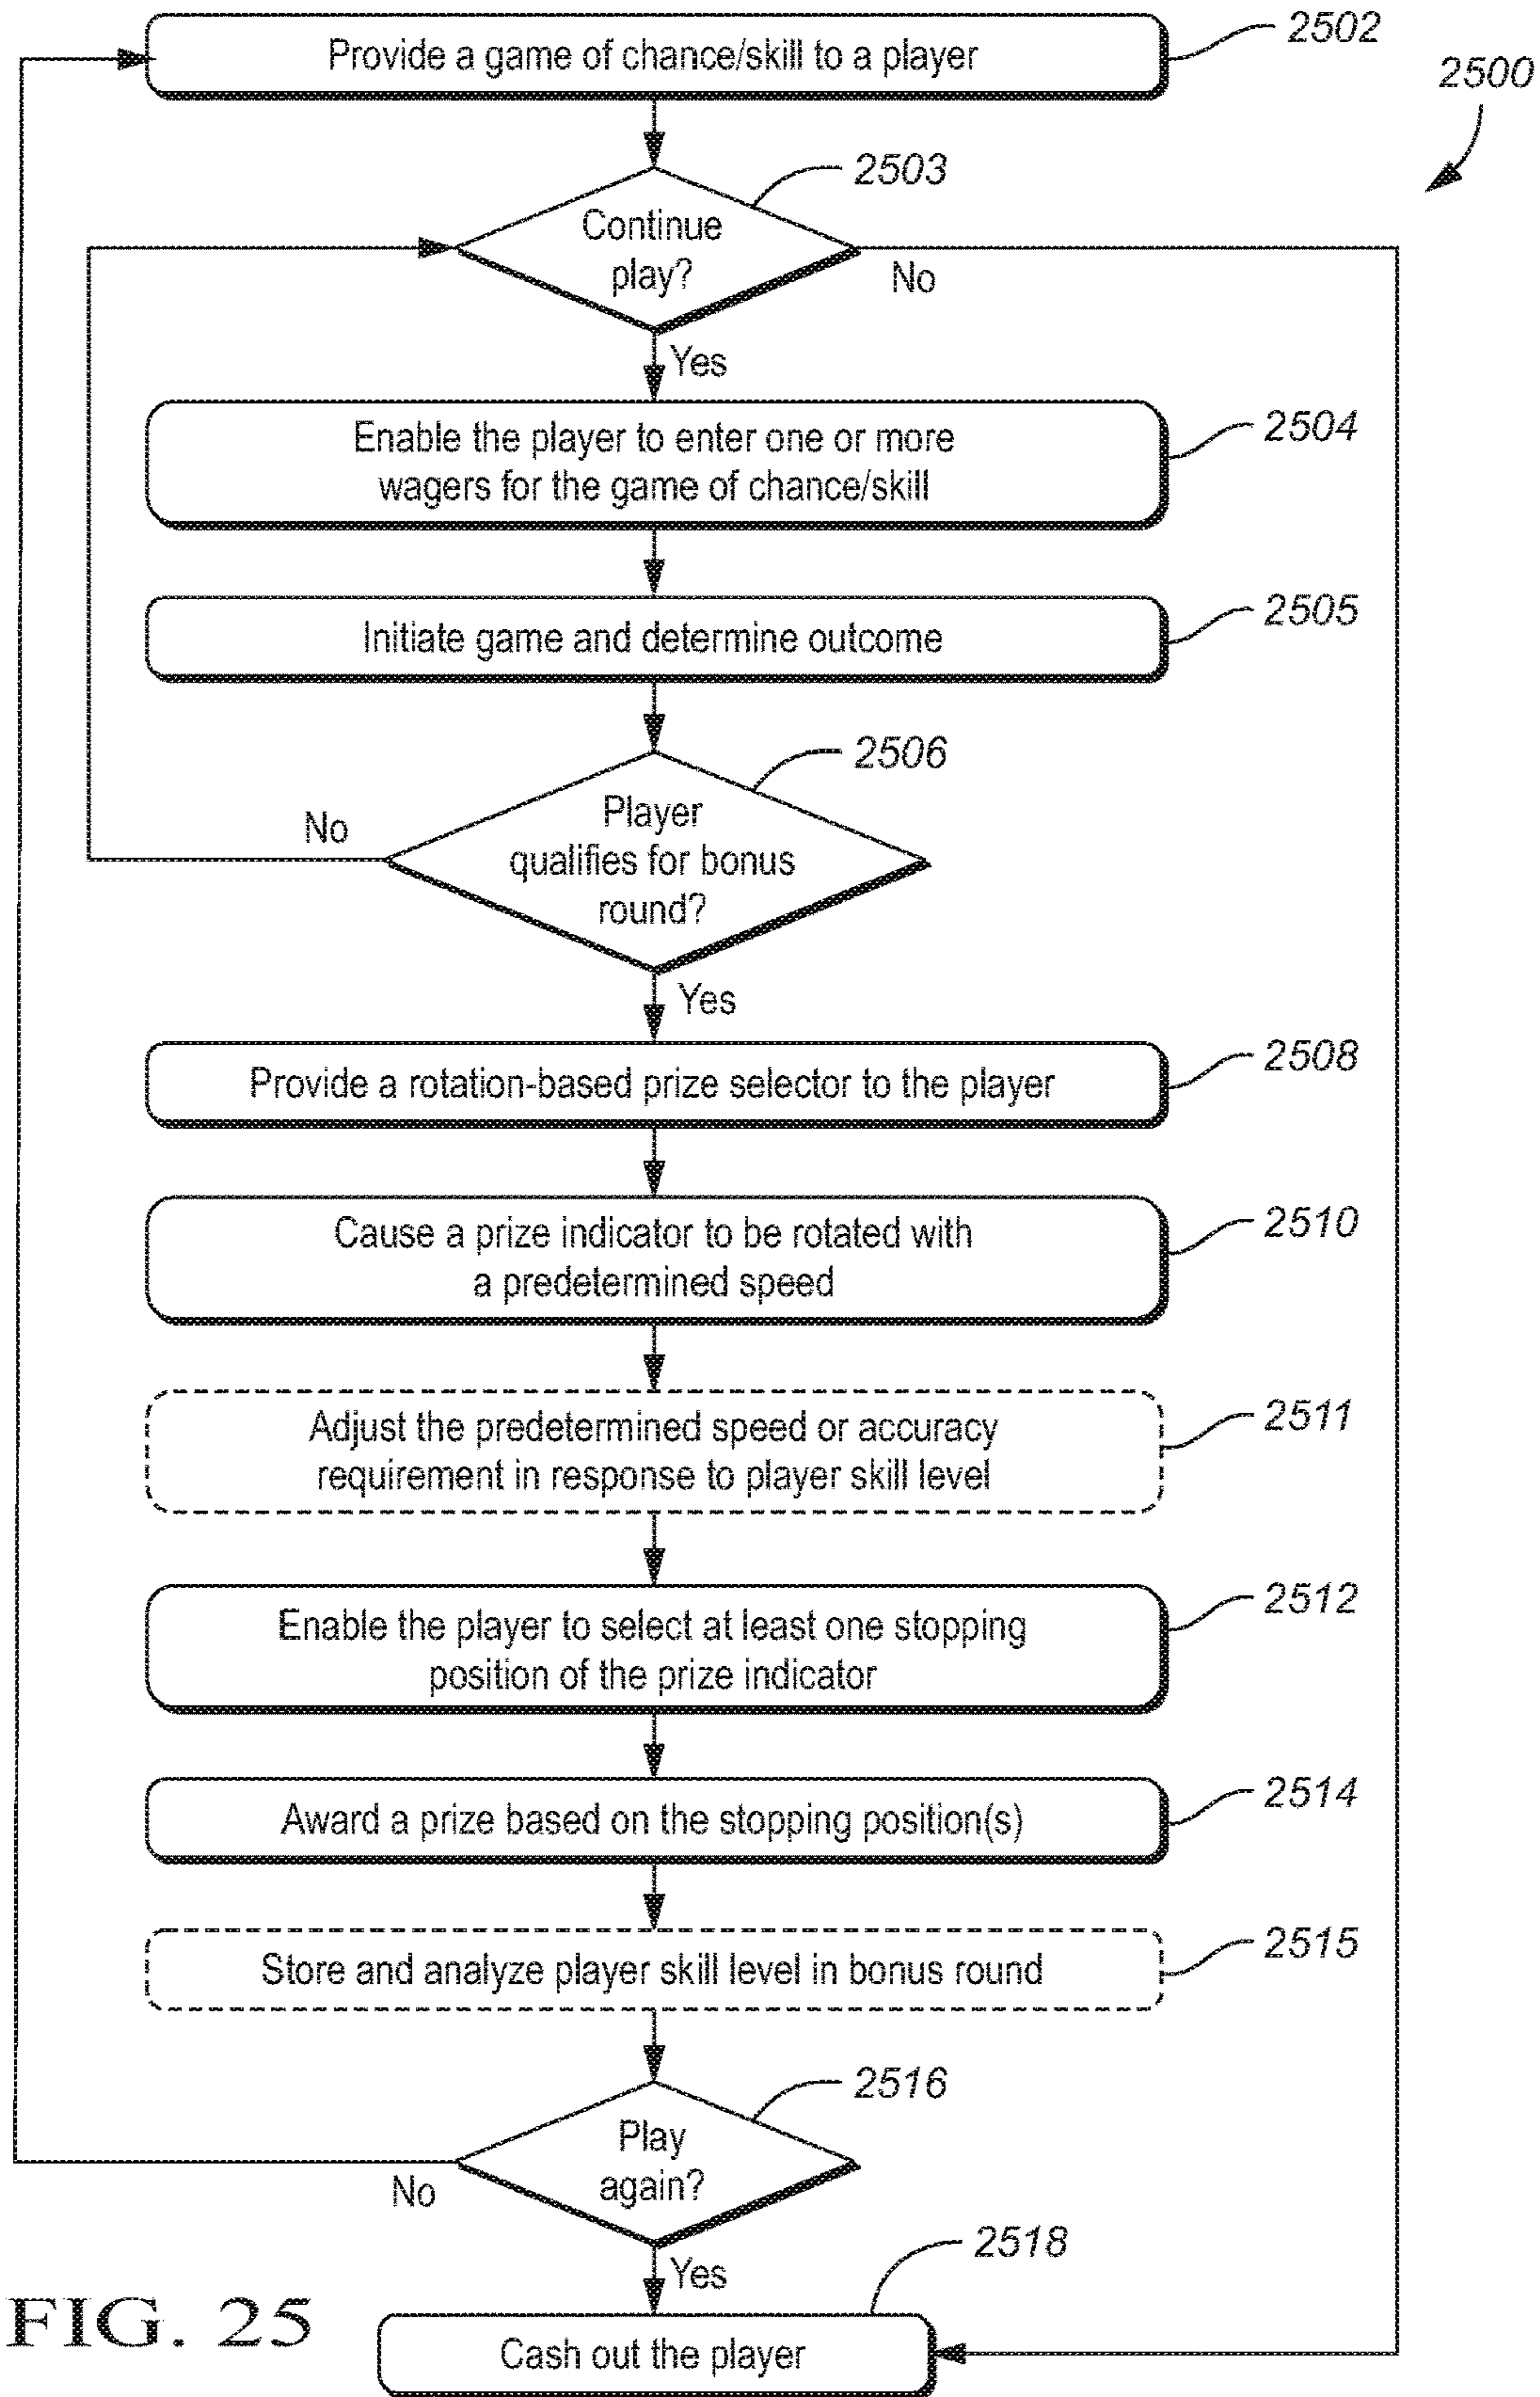 Provide a game of chance/skill to a player
2502
2500
2503
Continue
play?
No
Yes
Enable the player to enter one or more
wagers for the game of chance/skill
2504
Initiate game and determine outcome
2505
2506
Player
qualifies for bonus
round?
No
Yes
Provide a rotation-based prize selector to the player
2508
Cause a prize indicator to be rotated with
a predetermined speed
2510
Adjust the predetermined speed or accuracy
requirement in response to player skill level
2511
Enable the player to select at least one stopping
position of the prize indicator
2512
Award a prize based on the stopping position(s)
2514
Store and analyze player skill level in bonus round
2515
2516
Play
again?
No
Yes
2518
Cash out the player
FIG. 25